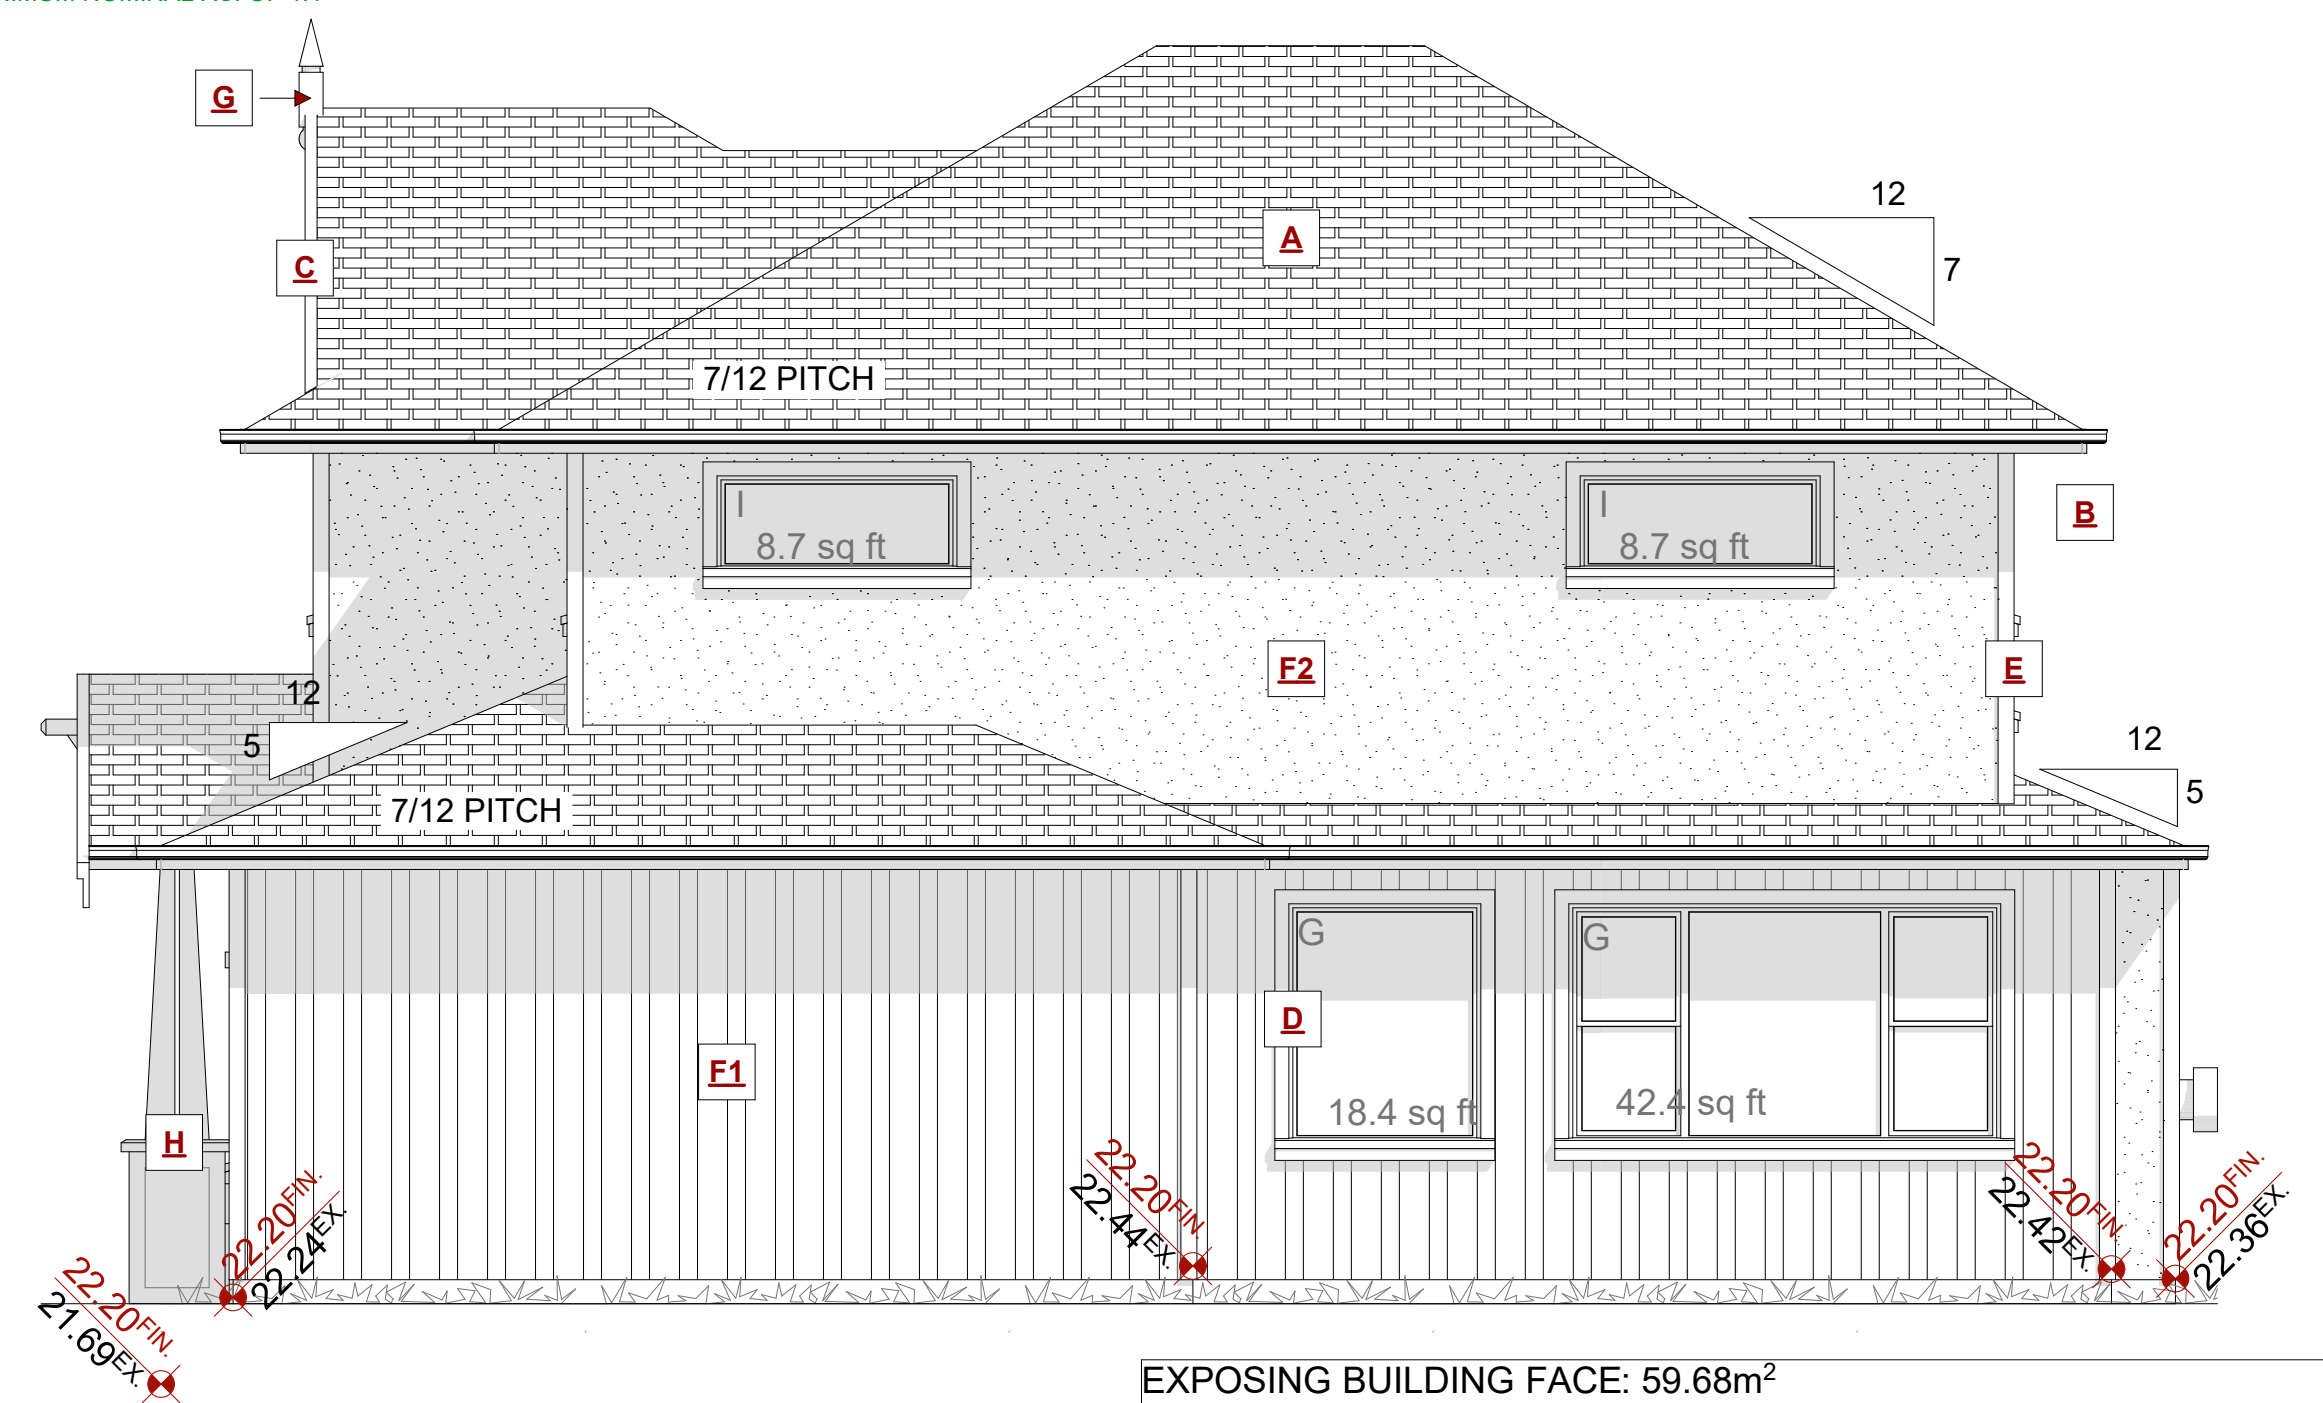 G
12
A
7
C
7/12 PITCH
B
I
8.7 sq ft
I
8.7 sq ft
F2
E
12
5
12
5
7/12 PITCH
G
G
D
F1
18.4 sq ft
42.4 sq ft
H
22.20FIN.
21.69EX.
22.20FIN.
22.24EX.
22.20FIN.
22.44EX.
22.20FIN.
22.42EX.
22.20FIN.
22.36EX.
EXPOSING BUILDING FACE: 59.68m²